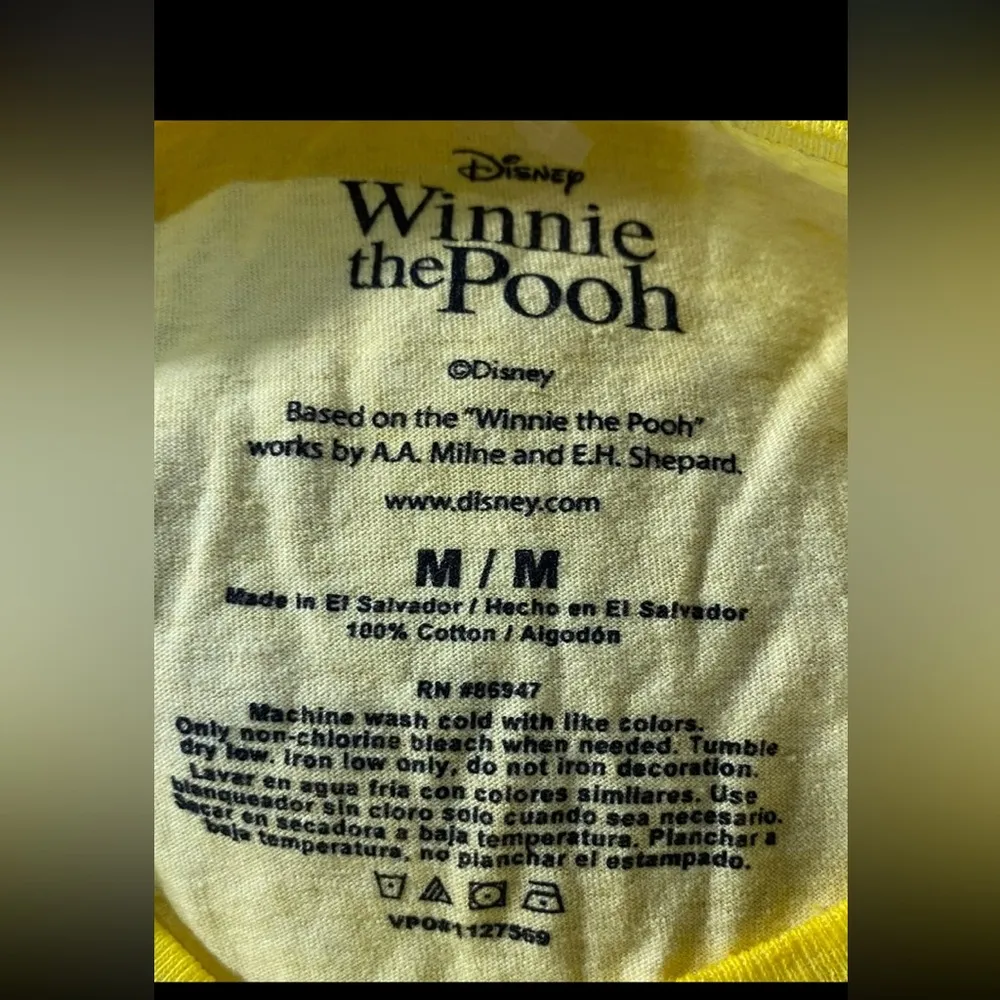 Disney
Winnie
the Pooh
©Disney
Based on the "Winnie the Pooh"
works by A.A. Milne and E.H. Shepard.
www.disney.com
M / M
Made in El Salvador / Hecho en El Salvador
100% Cotton / Algodón
RN #86947
Machine wash cold with like colors.
Only non-chlorine bleach when needed. Tumble
dry low. Iron low only, do not iron decoration.
Lavar en agua fria con colores similares. Use
blanqueador sin cloro solo cuando sea necesario.
Secar en secadora a baja temperatura. Planchar a
baja temperatura, no planchar el estampado.
VPO#1127569